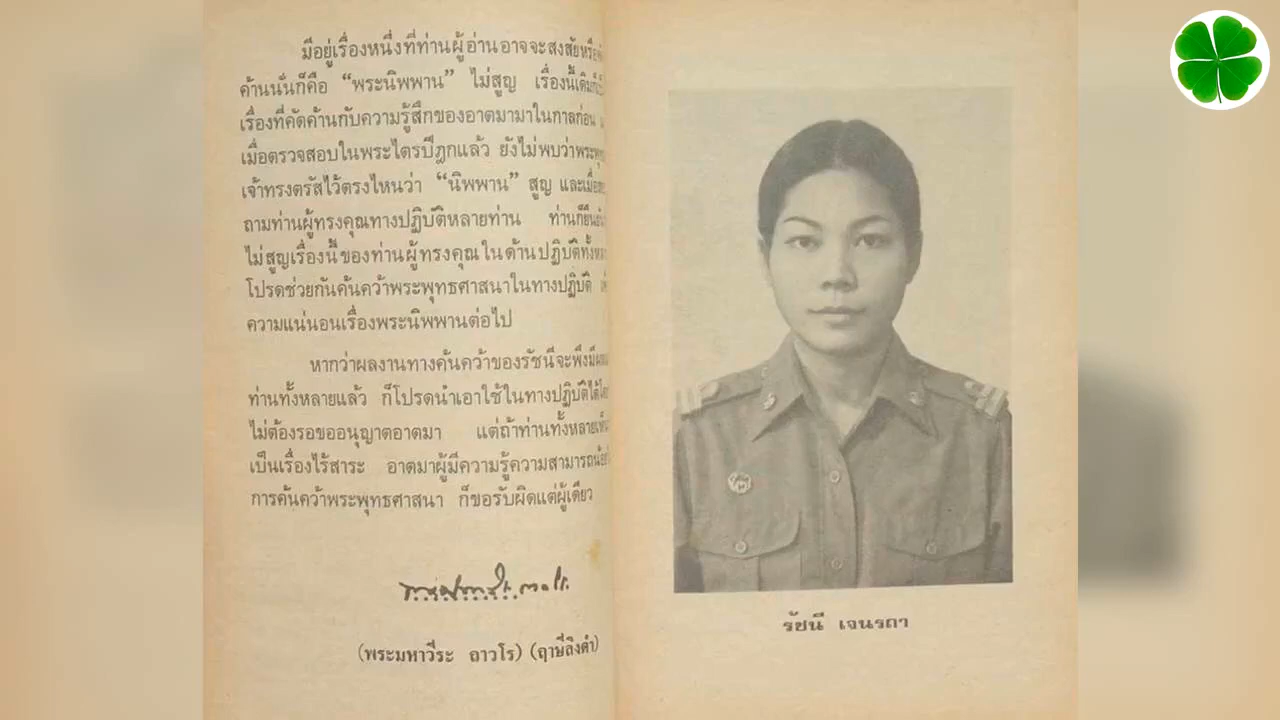 มีอยู่เรื่องหนึ่งที่ท่านผู้อ่านอาจจะสงสัยหรือ
ค้านนั่นก็คือ “พระนิพพาน” ไม่สูญ เรื่องนี้เดิมก็
เรื่องที่คัดค้านกับความรู้สึกของอาตมามาในกาลก่อน
เมื่อตรวจสอบในพระไตรปิฎกแล้ว ยังไม่พบว่าพระพุทธ
เจ้าทรงตรัสไว้ตรงไหนว่า “นิพพาน” สูญ และเมื่อ
ถามท่านผู้ทรงคุณทางปฏิบัติหลายท่าน ท่านก็ยืนยัน
ไม่สูญเรื่องนี้ของท่านผู้ทรงคุณในด้านปฏิบัติทั้งหลาย
โปรดช่วยกันค้นคว้าพระพุทธศาสนาในทางปฏิบัติ
ความแน่นอนเรื่องพระนิพพานต่อไป
หากว่าผลงานทางค้นคว้าของรัชนีจะพึงมี
ท่านทั้งหลายแล้ว ก็โปรดนำเอาใช้ในทางปฏิบัติได้
ไม่ต้องรอขออนุญาตอาตมา แต่ถ้าท่านทั้งหลายเห็น
เป็นเรื่องไร้สาระ อาตมาผู้มีความรู้ความสามารถ
การค้นคว้าพระพุทธศาสนา ก็ขอรับผิดแต่ผู้เดียว
(พระมหาวีระ ถาวโร) (ฤาษีลิงดำ)
รัชนี เจนรถา